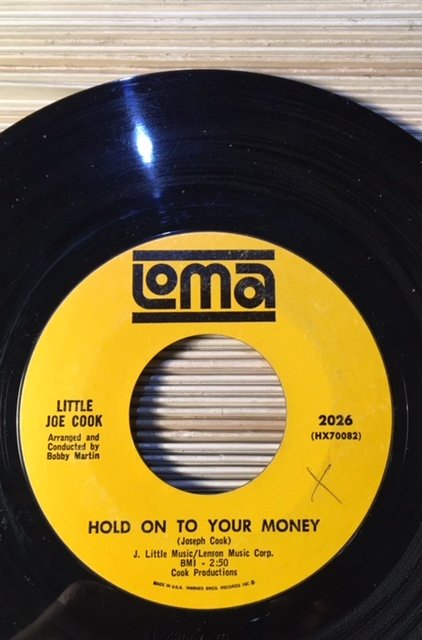 Loma
LITTLE
JOE COOK
Arranged and
Conducted by
Bobby Martin
2026
(HX70082)
X
HOLD ON TO YOUR MONEY
(Joseph Cook)
J. Little Music/Lenson Music Corp.
BMI - 2:50
Cook Productions
MADE IN U.S.A. WARNER BROS. RECORDS INC.